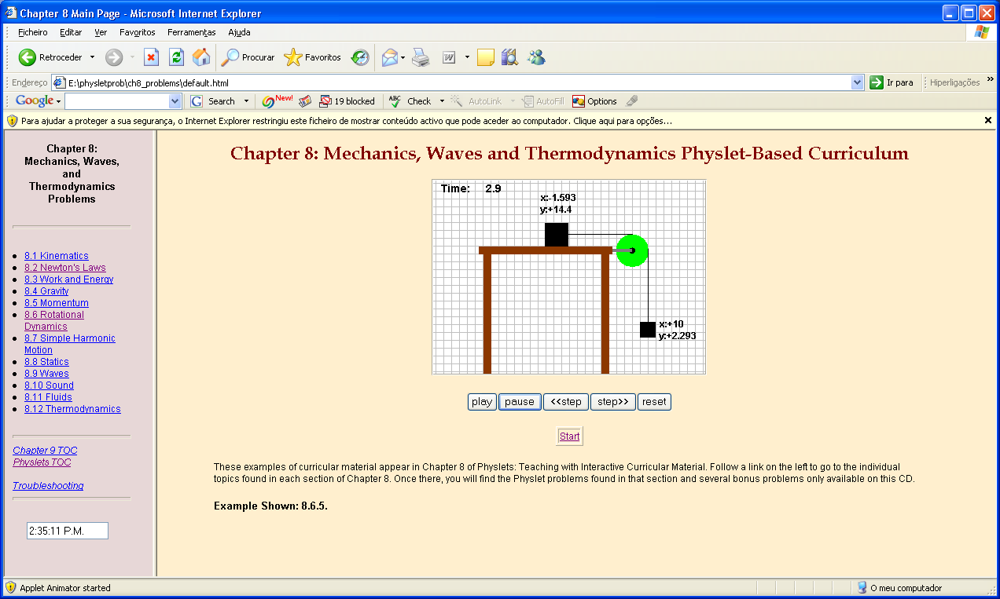 Chapter 8 Main Page - Microsoft Internet Explorer
Ficheiro Editar Ver Favoritos Ferramentas Ajuda
Retroceder Procurar Favoritos
Endereço E:\physletprob\ch8_problems\default.html Ir para Hiperligações »
Google Search New! 19 blocked ABC Check AutoLink AutoFill Options
Para ajudar a proteger a sua segurança, o Internet Explorer restringiu este ficheiro de mostrar conteúdo activo que pode aceder ao computador. Clique aqui para opções...
Chapter 8:
Mechanics, Waves,
and
Thermodynamics
Problems
8.1 Kinematics
8.2 Newton's Laws
8.3 Work and Energy
8.4 Gravity
8.5 Momentum
8.6 Rotational
Dynamics
8.7 Simple Harmonic
Motion
8.8 Statics
8.9 Waves
8.10 Sound
8.11 Fluids
8.12 Thermodynamics
Chapter 9 TOC
Physlets TOC
Troubleshooting
2:35:11 P.M.
Chapter 8: Mechanics, Waves and Thermodynamics Physlet-Based Curriculum
Time: 2.9
x:-1.593
y:+14.4
x:+10
y:+2.293
play pause <<step step>> reset
Start
These examples of curricular material appear in Chapter 8 of Physlets: Teaching with Interactive Curricular Material. Follow a link on the left to go to the individual
topics found in each section of Chapter 8. Once there, you will find the Physlet problems found in that section and several bonus problems only available on this CD.
Example Shown: 8.6.5.
Applet Animator started O meu computador